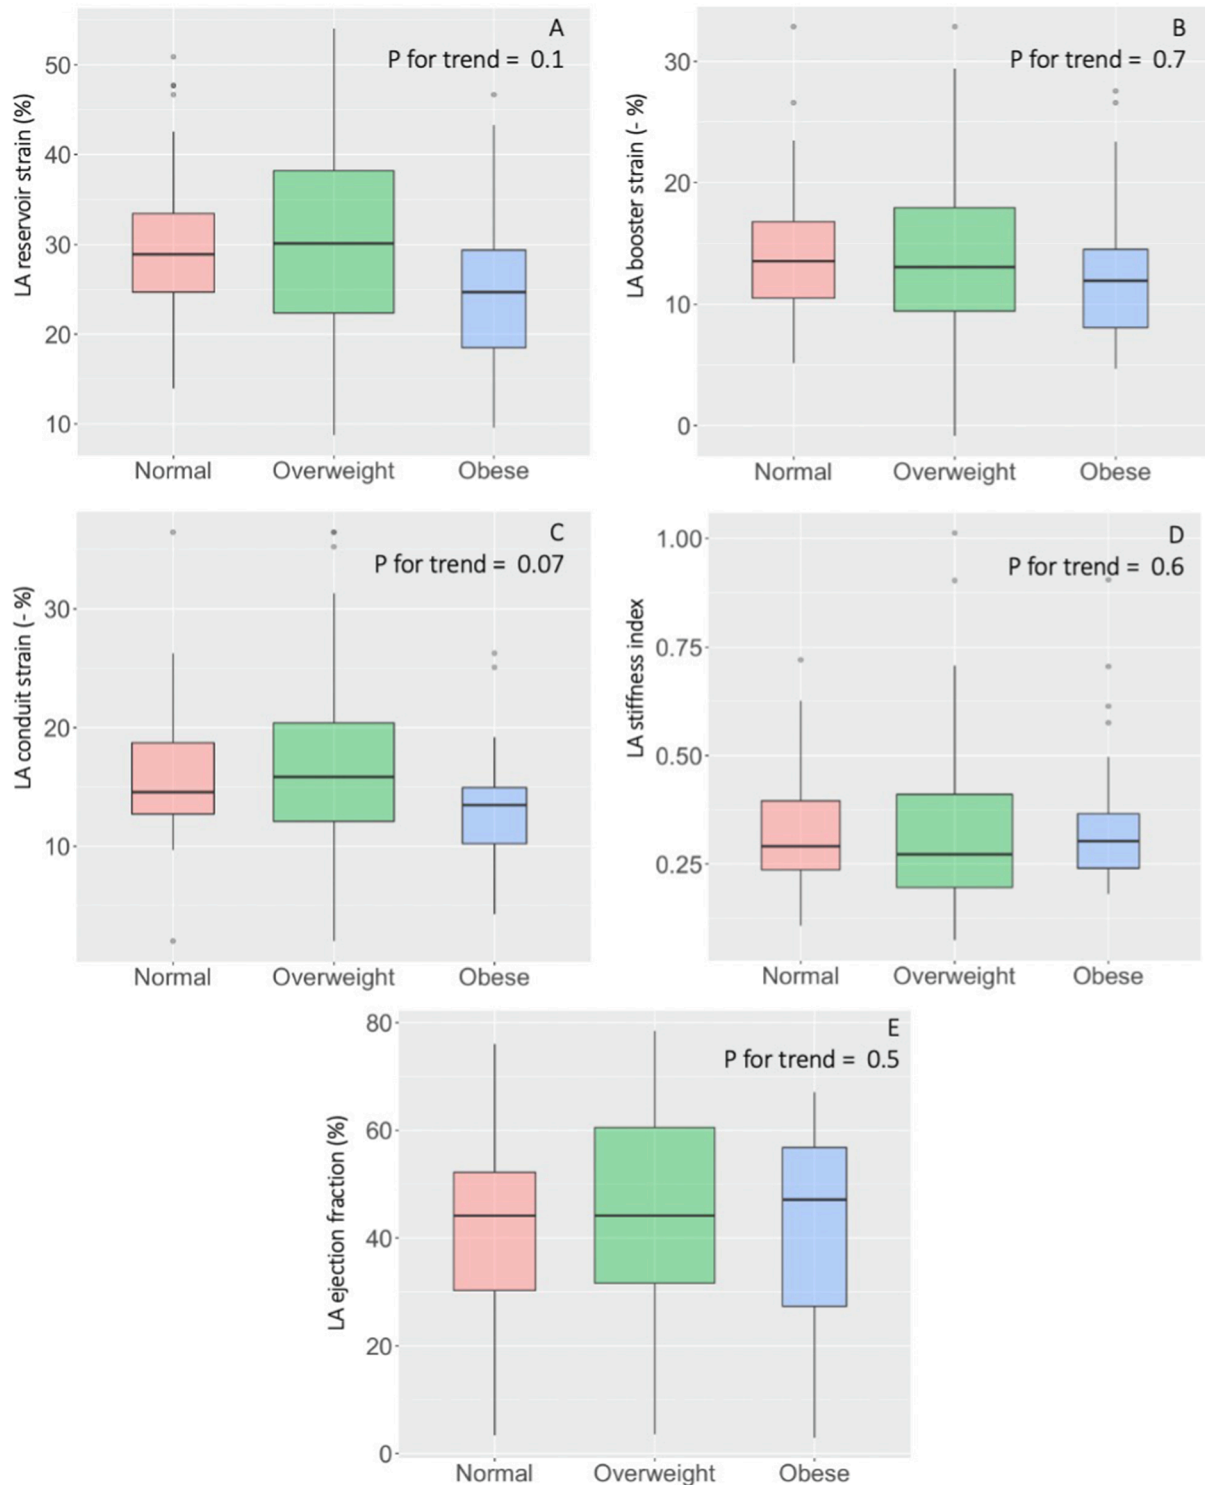 A
P for trend = 0.1
LA reservoir strain (%)
50
40
30
20
10
Normal Overweight Obese
B
P for trend = 0.7
LA booster strain (- %)
30
20
10
0
Normal Overweight Obese
C
P for trend = 0.07
LA conduit strain (- %)
30
20
10
Normal Overweight Obese
D
P for trend = 0.6
LA stiffness index
1.00
0.75
0.50
0.25
Normal Overweight Obese
E
P for trend = 0.5
LA ejection fraction (%)
80
60
40
20
0
Normal Overweight Obese